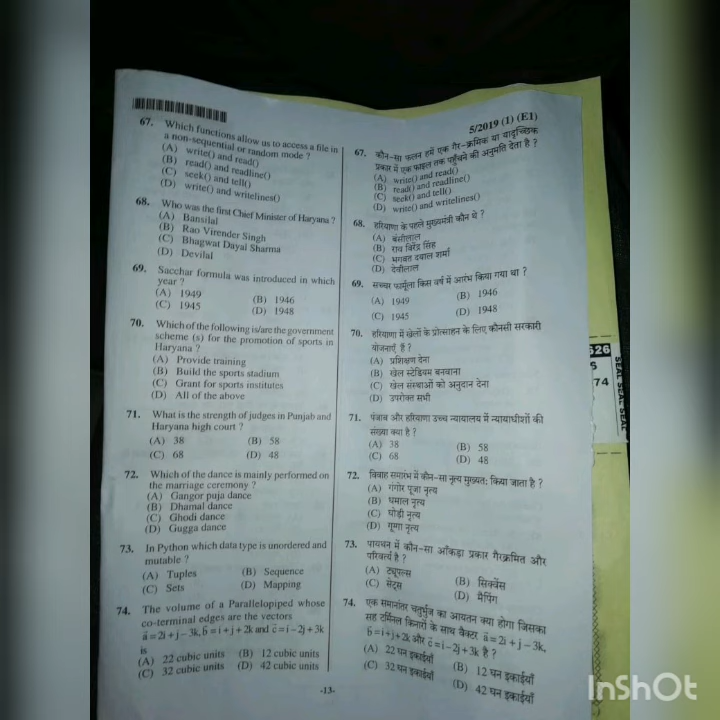 5/2019 (1) (E1)
67. Which functions allow us to access a file in
a non-sequential or random mode ?
(A) write() and read()
(B) read() and readline()
(C) seek() and tell()
(D) write() and writelines()
68. Who was the first Chief Minister of Haryana ?
(A) Bansilal
(B) Rao Virender Singh
(C) Bhagwat Dayal Sharma
(D) Devilal
69. Sacchar formula was introduced in which
year ?
(A) 1949 (B) 1946
(C) 1945 (D) 1948
70. Which of the following is/are the government
scheme (s) for the promotion of sports in
Haryana ?
(A) Provide training
(B) Build the sports stadium
(C) Grant for sports institutes
(D) All of the above
71. What is the strength of judges in Punjab and
Haryana high court ?
(A) 38 (B) 58
(C) 68 (D) 48
72. Which of the dance is mainly performed on
the marriage ceremony ?
(A) Gangor puja dance
(B) Dhamal dance
(C) Ghodi dance
(D) Gugga dance
73. In Python which data type is unordered and
mutable ?
(A) Tuples (B) Sequence
(C) Sets (D) Mapping
74. The volume of a Parallelopiped whose
co-terminal edges are the vectors
a̅ = 2i + j – 3k, b̅ = i + j + 2k and c̅ = i – 2j + 3k
is
(A) 22 cubic units (B) 12 cubic units
(C) 32 cubic units (D) 42 cubic units
67. कौन-सा फलन हमें एक गैर-क्रमिक या यादृच्छिक
प्रकार में एक फाइल तक पहुँचने की अनुमति देता है ?
(A) write() and read()
(B) read() and readline()
(C) seek() and tell()
(D) write() and writelines()
68. हरियाणा के पहले मुख्यमंत्री कौन थे ?
(A) बंसीलाल
(B) राव विरेंद्र सिंह
(C) भगवत दयाल शर्मा
(D) देवीलाल
69. सच्चर फार्मूला किस वर्ष में आरंभ किया गया था ?
(A) 1949 (B) 1946
(C) 1945 (D) 1948
70. हरियाणा में खेलों के प्रोत्साहन के लिए कौनसी सरकारी
योजनाएँ हैं ?
(A) प्रशिक्षण देना
(B) खेल स्टेडियम बनवाना
(C) खेल संस्थाओं को अनुदान देना
(D) उपरोक्त सभी
71. पंजाब और हरियाणा उच्च न्यायालय में न्यायाधीशों की
संख्या क्या है ?
(A) 38 (B) 58
(C) 68 (D) 48
72. विवाह समारंभ में कौन-सा नृत्य मुख्यतः किया जाता है ?
(A) गंगोर पूजा नृत्य
(B) धमाल नृत्य
(C) घोड़ी नृत्य
(D) गूगा नृत्य
73. पायथन में कौन-सा आँकड़ा प्रकार गैरक्रमित और
परिवर्त्य है ?
(A) ट्यूपल्स (B) सिक्वेंस
(C) सेट्स (D) मैपिंग
74. एक समानांतर चतुर्भुज का आयतन क्या होगा जिसका
सह टर्मिनल किनारों के साथ वैक्टर a̅ = 2i + j – 3k,
b̅ = i + j + 2k और c̅ = i – 2j + 3k है ?
(A) 22 घन इकाईयाँ (B) 12 घन इकाईयाँ
(C) 32 घन इकाईयाँ (D) 42 घन इकाईयाँ
-13-
526
5
74
SEAL SEAL SEAL
InShOt